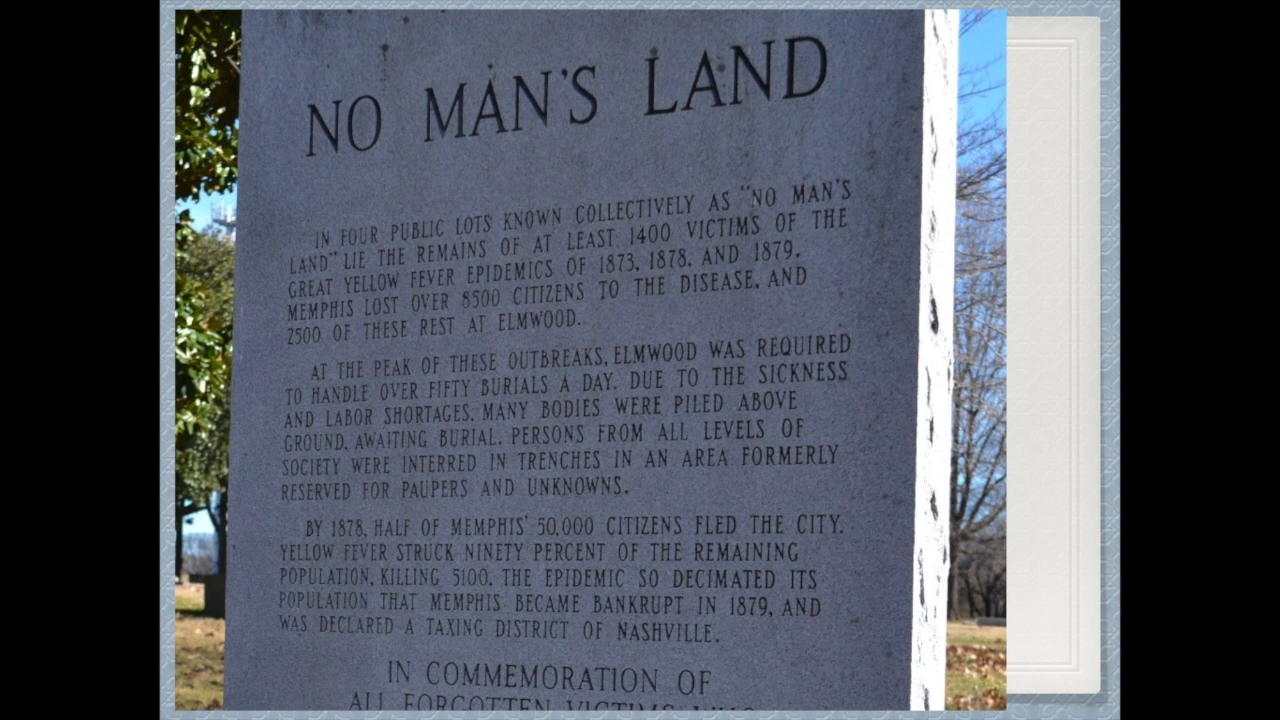 NO MAN'S LAND
IN FOUR PUBLIC LOTS KNOWN COLLECTIVELY AS "NO MAN'S
LAND" LIE THE REMAINS OF AT LEAST 1400 VICTIMS OF THE
GREAT YELLOW FEVER EPIDEMICS OF 1873, 1878, AND 1879.
MEMPHIS LOST OVER 8500 CITIZENS TO THE DISEASE, AND
2500 OF THESE REST AT ELMWOOD.
AT THE PEAK OF THESE OUTBREAKS, ELMWOOD WAS REQUIRED
TO HANDLE OVER FIFTY BURIALS A DAY. DUE TO THE SICKNESS
AND LABOR SHORTAGES, MANY BODIES WERE PILED ABOVE
GROUND, AWAITING BURIAL. PERSONS FROM ALL LEVELS OF
SOCIETY WERE INTERRED IN TRENCHES IN AN AREA FORMERLY
RESERVED FOR PAUPERS AND UNKNOWNS.
BY 1878, HALF OF MEMPHIS' 50,000 CITIZENS FLED THE CITY.
YELLOW FEVER STRUCK NINETY PERCENT OF THE REMAINING
POPULATION, KILLING 5100. THE EPIDEMIC SO DECIMATED ITS
POPULATION THAT MEMPHIS BECAME BANKRUPT IN 1879, AND
WAS DECLARED A TAXING DISTRICT OF NASHVILLE.
IN COMMEMORATION OF
ALL FORGOTTEN VICTIMS WHO